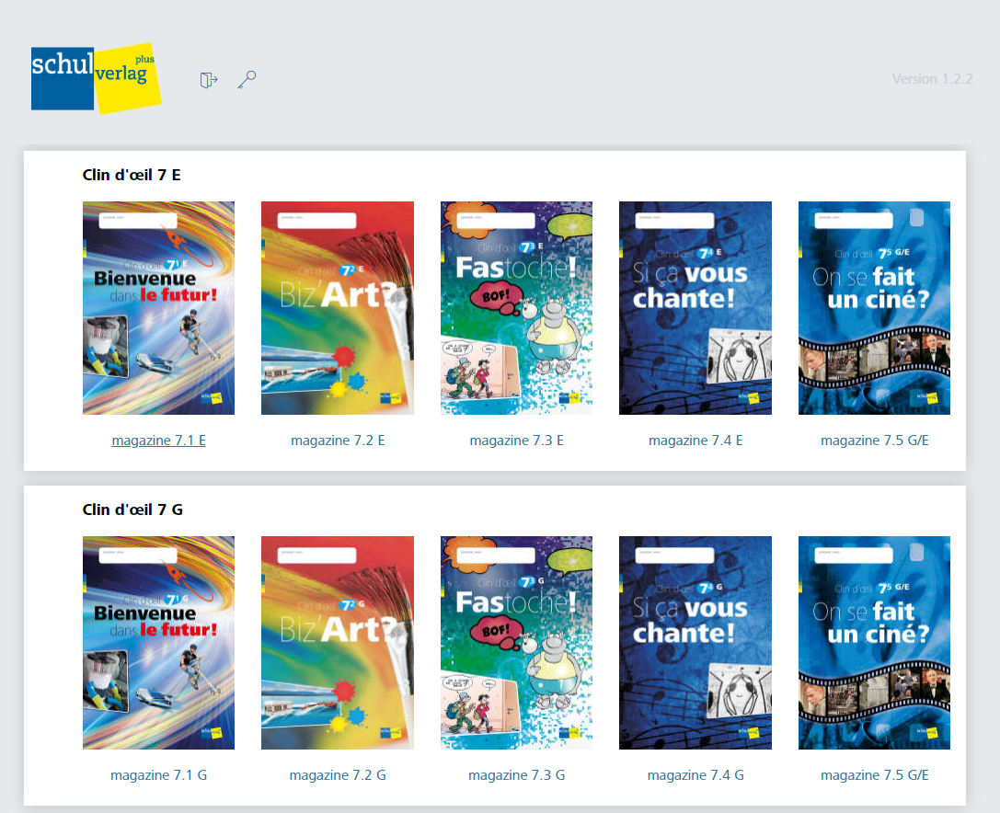 schul
verlag
plus
Version 1.2.2
Clin d'œil 7 E
Clin d'œil 7¹ E
Bienvenue
dans le futur!
magazine 7.1 E
Clin d'œil 7² E
Biz'Art?
magazine 7.2 E
Clin d'œil 7³ E
Fastoche!
BOF!
magazine 7.3 E
Clin d'œil 7⁴ E
Si ça vous
chante!
magazine 7.4 E
Clin d'œil 7⁵ G/E
On se fait
un ciné?
magazine 7.5 G/E
Clin d'œil 7 G
Clin d'œil 7¹ G
Bienvenue
dans le futur!
magazine 7.1 G
Clin d'œil 7² G
Biz'Art?
magazine 7.2 G
Clin d'œil 7³ G
Fastoche!
BOF!
magazine 7.3 G
Clin d'œil 7⁴ G
Si ça vous
chante!
magazine 7.4 G
Clin d'œil 7⁵ G/E
On se fait
un ciné?
magazine 7.5 G/E